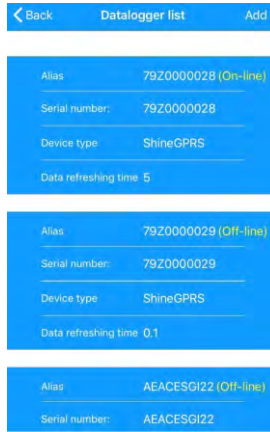 Back Datalogger list Add
Alias 79Z0000028 (On-line)
Serial number: 79Z0000028
Device type ShineGPRS
Data refreshing time 5
Alias 79Z0000029 (Off-line)
Serial number: 79Z0000029
Device type ShineGPRS
Data refreshing time 0.1
Alias AEACESGI22 (Off-line)
Serial number: AEACESGI22